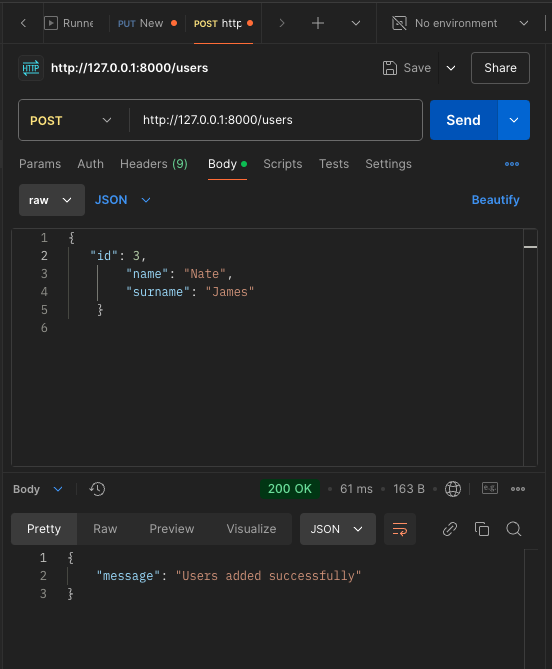 Runne PUT New POST http No environment
HTTP http://127.0.0.1:8000/users Save Share
POST http://127.0.0.1:8000/users Send
Params Auth Headers (9) Body Scripts Tests Settings
raw JSON Beautify
1 {
2 "id": 3,
3 "name": "Nate",
4 "surname": "James"
5 }
6
Body 200 OK 61 ms 163 B e.g.
Pretty Raw Preview Visualize JSON
1 {
2 "message": "Users added successfully"
3 }